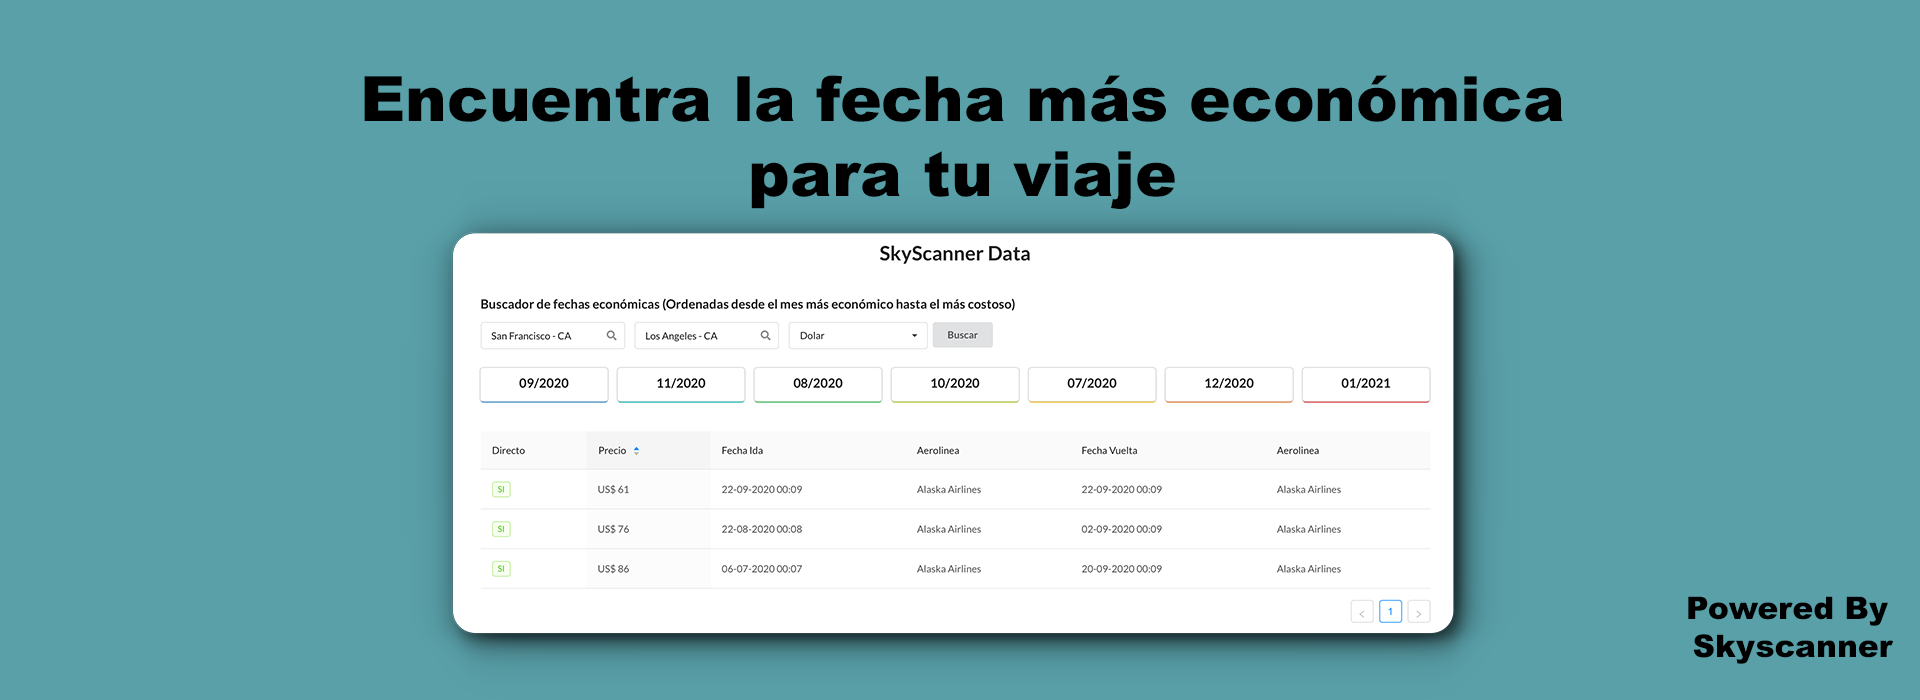 Encuentra la fecha más económica
para tu viaje
SkyScanner Data
Buscador de fechas económicas (Ordenadas desde el mes más económico hasta el más costoso)
San Francisco - CA Los Angeles - CA Dolar Buscar
09/2020 11/2020 08/2020 10/2020 07/2020 12/2020 01/2021
Directo Precio Fecha Ida Aerolinea Fecha Vuelta Aerolinea
SI US$ 61 22-09-2020 00:09 Alaska Airlines 22-09-2020 00:09 Alaska Airlines
SI US$ 76 22-08-2020 00:08 Alaska Airlines 02-09-2020 00:09 Alaska Airlines
SI US$ 86 06-07-2020 00:07 Alaska Airlines 20-09-2020 00:09 Alaska Airlines
< 1 >
Powered By
Skyscanner